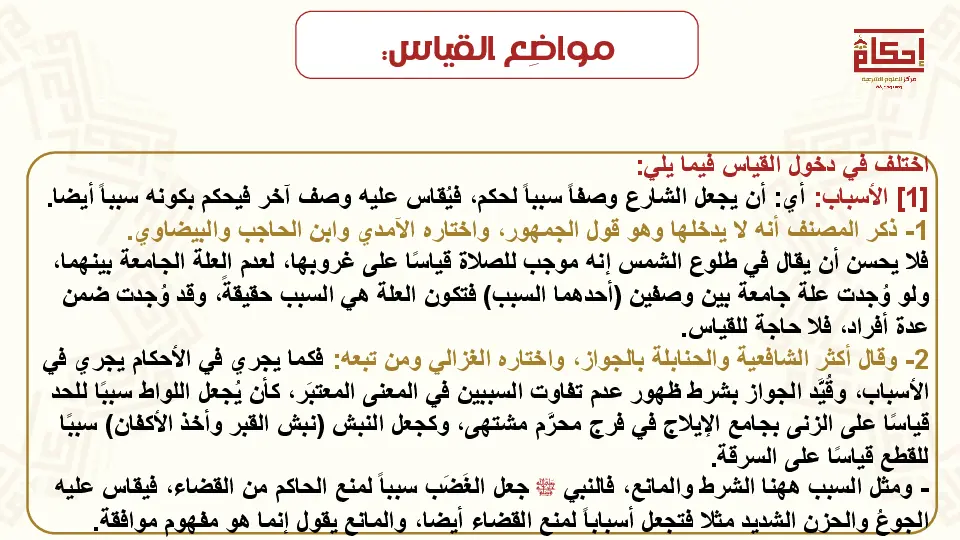 مواضِع القياس:
إحكام
مركز للعلوم الشرعية
اختلف في دخول القياس فيما يلي:
[1] الأسباب: أي: أن يجعل الشارع وصفاً سبباً لحكم، فيُقاس عليه وصف آخر فيحكم بكونه سبباً أيضا.
1- ذكر المصنف أنه لا يدخلها وهو قول الجمهور، واختاره الآمدي وابن الحاجب والبيضاوي.
فلا يحسن أن يقال في طلوع الشمس إنه موجب للصلاة قياسًا على غروبها، لعدم العلة الجامعة بينهما،
ولو وُجدت علة جامعة بين وصفين (أحدهما السبب) فتكون العلة هي السبب حقيقةً، وقد وُجدت ضمن
عدة أفراد، فلا حاجة للقياس.
2- وقال أكثر الشافعية والحنابلة بالجواز، واختاره الغزالي ومن تبعه: فكما يجري في الأحكام يجري في
الأسباب، وقُيَّد الجواز بشرط ظهور عدم تفاوت السببين في المعنى المعتبَر، كأن يُجعل اللواط سببًا للحد
قياسًا على الزنى بجامع الإيلاج في فرج محرَّم مشتهى، وكجعل النبش (نبش القبر وأخذ الأكفان) سببًا
للقطع قياسًا على السرقة.
- ومثل السبب ههنا الشرط والمانع، فالنبي ﷺ جعل الغَضَب سبباً لمنع الحاكم من القضاء، فيقاس عليه
الجوعُ والحزن الشديد مثلا فتجعل أسباباً لمنع القضاء أيضا، والمانع يقول إنما هو مفهوم موافقة.